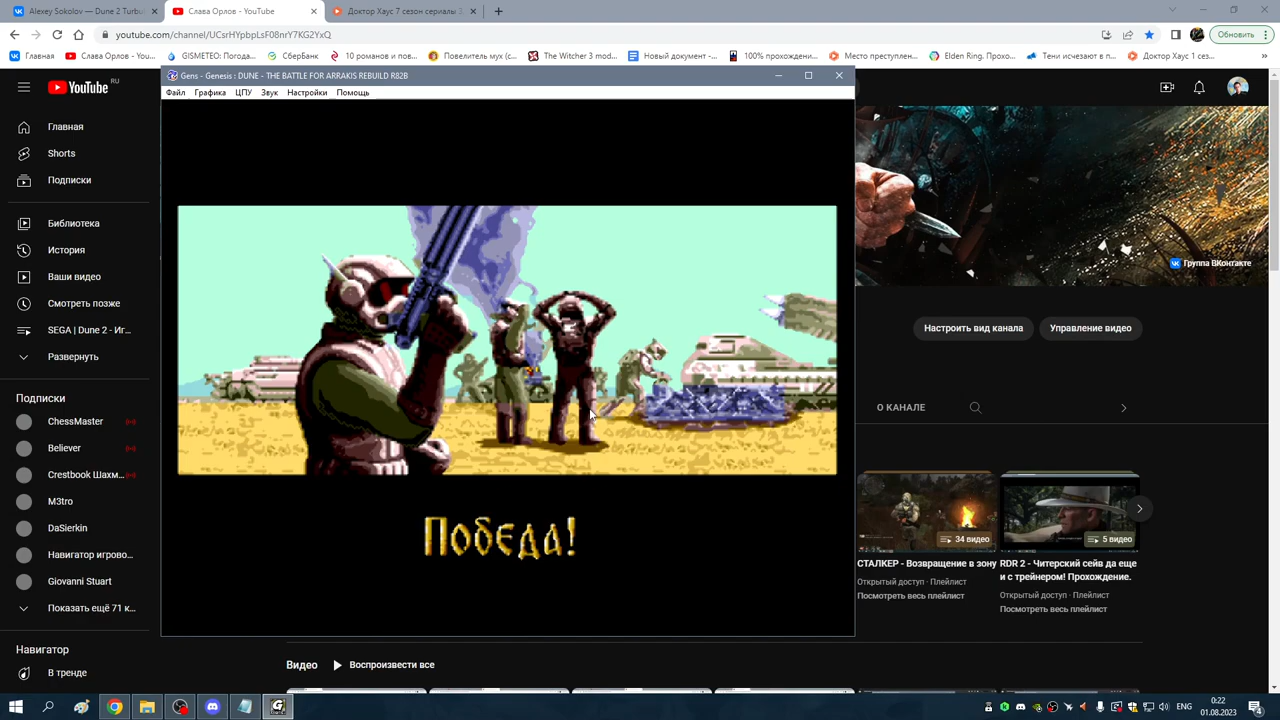 Alexey Sokolov — Dune 2 Turbu
Слава Орлов - YouTube
Доктор Хаус 7 сезон сериалы 3
youtube.com/channel/UCsrHYpbpLsF08nrY7KG2YxQ
Обновить
Главная
Слава Орлов - You...
GISMETEO: Погода...
СберБанк
10 романов и пов...
Повелитель мух (с...
The Witcher 3 mod...
Новый документ...
100% прохождени...
Место преступлен...
Elden Ring. Прохо...
Тени исчезают в п...
Доктор Хаус 1 сез...
»
Gens - Genesis : DUNE - THE BATTLE FOR ARRAKIS REBUILD R82B
Файл
Графика
ЦПУ
Звук
Настройки
Помощь
YouTube
RU
Главная
Shorts
Подписки
Библиотека
История
Ваши видео
Смотреть позже
SEGA | Dune 2 - Иг...
Развернуть
Подписки
ChessMaster
Believer
Crestbook Шахм...
M3tro
DaSierkin
Навигатор игрово...
Giovanni Stuart
Показать ещё 71 к...
Навигатор
В тренде
Группа ВКонтакте
Настроить вид канала
Управление видео
О КАНАЛЕ
Победа!
34 видео
5 видео
СТАЛКЕР - Возвращение в зону
Открытый доступ · Плейлист
Посмотреть весь плейлист
RDR 2 - Читерский сейв да еще
и с трейнером! Прохождение.
Открытый доступ · Плейлист
Посмотреть весь плейлист
Видео
Воспроизвести все
ENG
0:22
01.08.2023